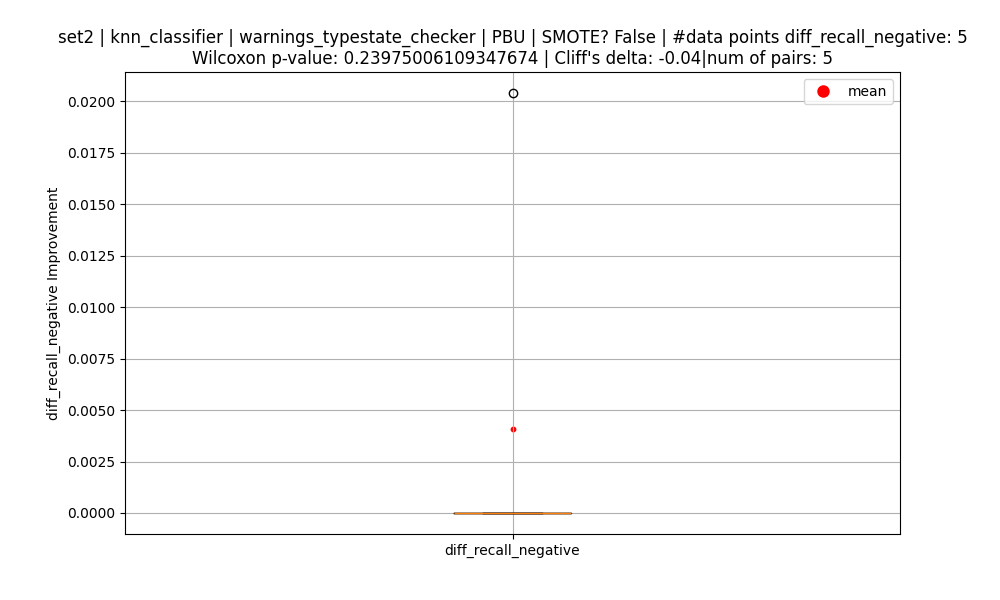 set2 | knn_classifier | warnings_typestate_checker | PBU | SMOTE? False | #data points diff_recall_negative: 5
Wilcoxon p-value: 0.23975006109347674 | Cliff's delta: -0.04|num of pairs: 5
mean
0.0200
0.0175
0.0150
0.0125
0.0100
0.0075
0.0050
0.0025
0.0000
diff_recall_negative Improvement
diff_recall_negative